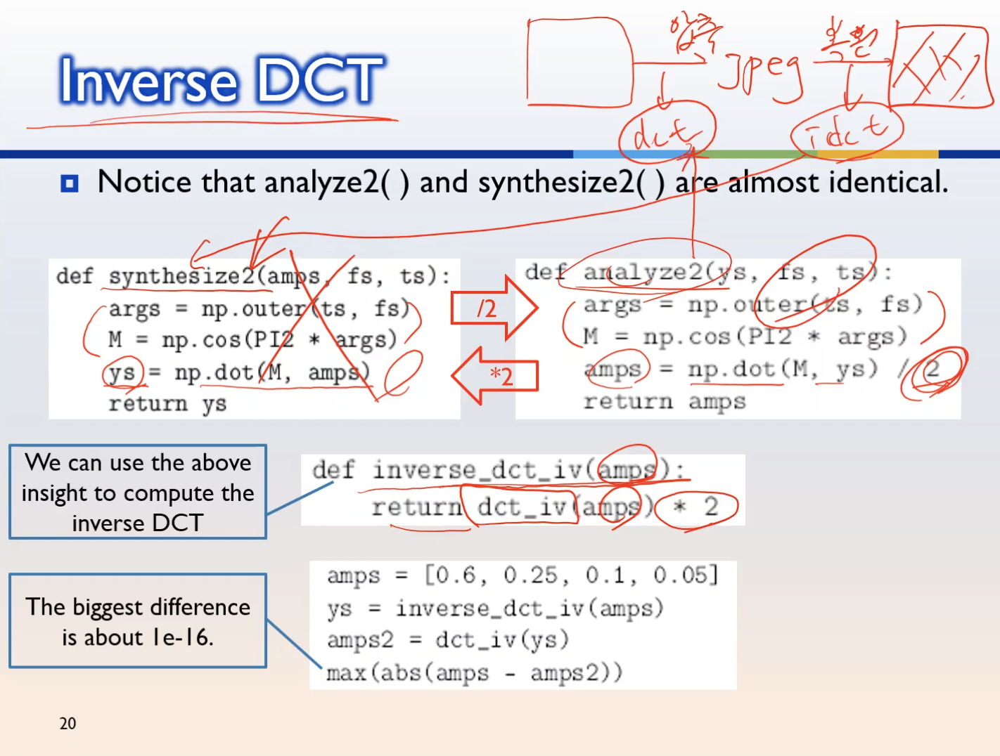 Inverse DCT
압축
Jpeg
dct
idct
Notice that analyze2( ) and synthesize2( ) are almost identical.
def synthesize2(amps, fs, ts):
args = np.outer(ts, fs)
M = np.cos(PI2 * args)
ys = np.dot(M, amps)
return ys
/2
*2
def analyze2(ys, fs, ts):
args = np.outer(ts, fs)
M = np.cos(PI2 * args)
amps = np.dot(M, ys) / 2
return amps
We can use the above
insight to compute the
inverse DCT
def inverse_dct_iv(amps):
return dct_iv(amps) * 2
The biggest difference
is about 1e-16.
amps = [0.6, 0.25, 0.1, 0.05]
ys = inverse_dct_iv(amps)
amps2 = dct_iv(ys)
max(abs(amps - amps2))
20